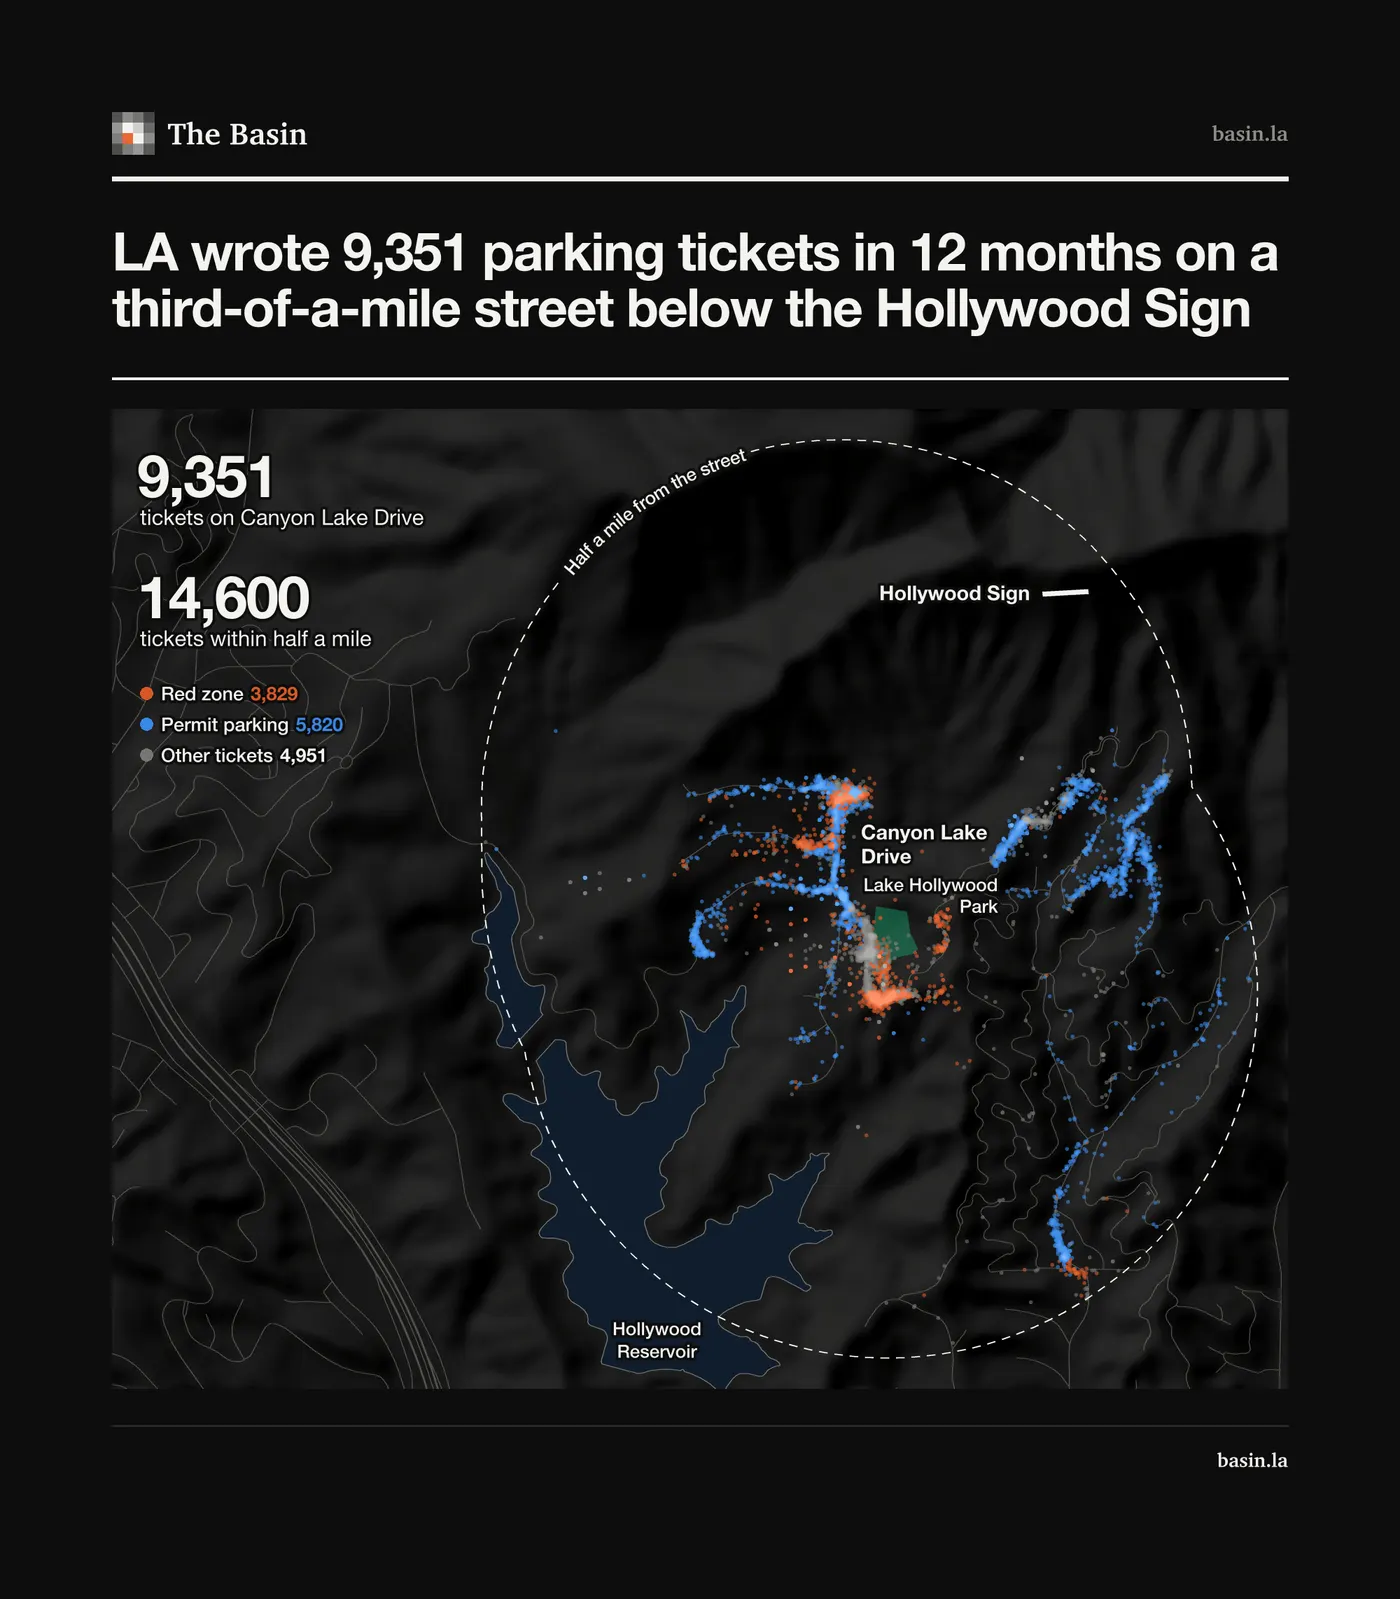 The Basin
basin.la
LA wrote 9,351 parking tickets in 12 months on a
third-of-a-mile street below the Hollywood Sign
9,351
tickets on Canyon Lake Drive
14,600
tickets within half a mile
Red zone 3,829
Permit parking 5,820
Other tickets 4,951
Half a mile from the street
Hollywood Sign
Canyon Lake
Drive
Lake Hollywood
Park
Hollywood
Reservoir
basin.la